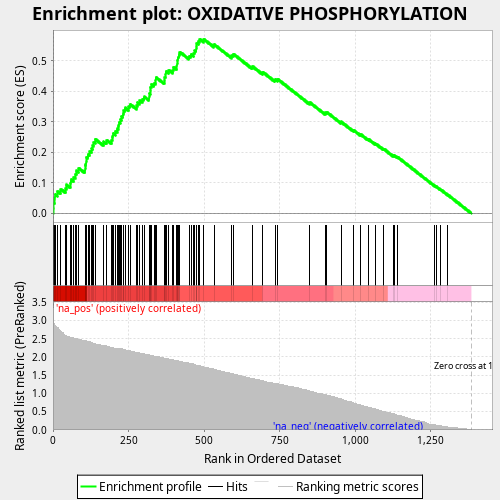 Enrichment plot: OXIDATIVE PHOSPHORYLATION
Enrichment score (ES)
0.5
0.4
0.3
0.2
0.1
0.0
'na_pos' (positively correlated)
Ranked list metric (PreRanked)
3.5
3.0
2.5
2.0
1.5
1.0
0.5
0.0
Zero cross at 1
'na_neg' (negatively correlated)
0
250
500
750
1,000
1,250
Rank in Ordered Dataset
Enrichment profile
Hits
Ranking metric scores